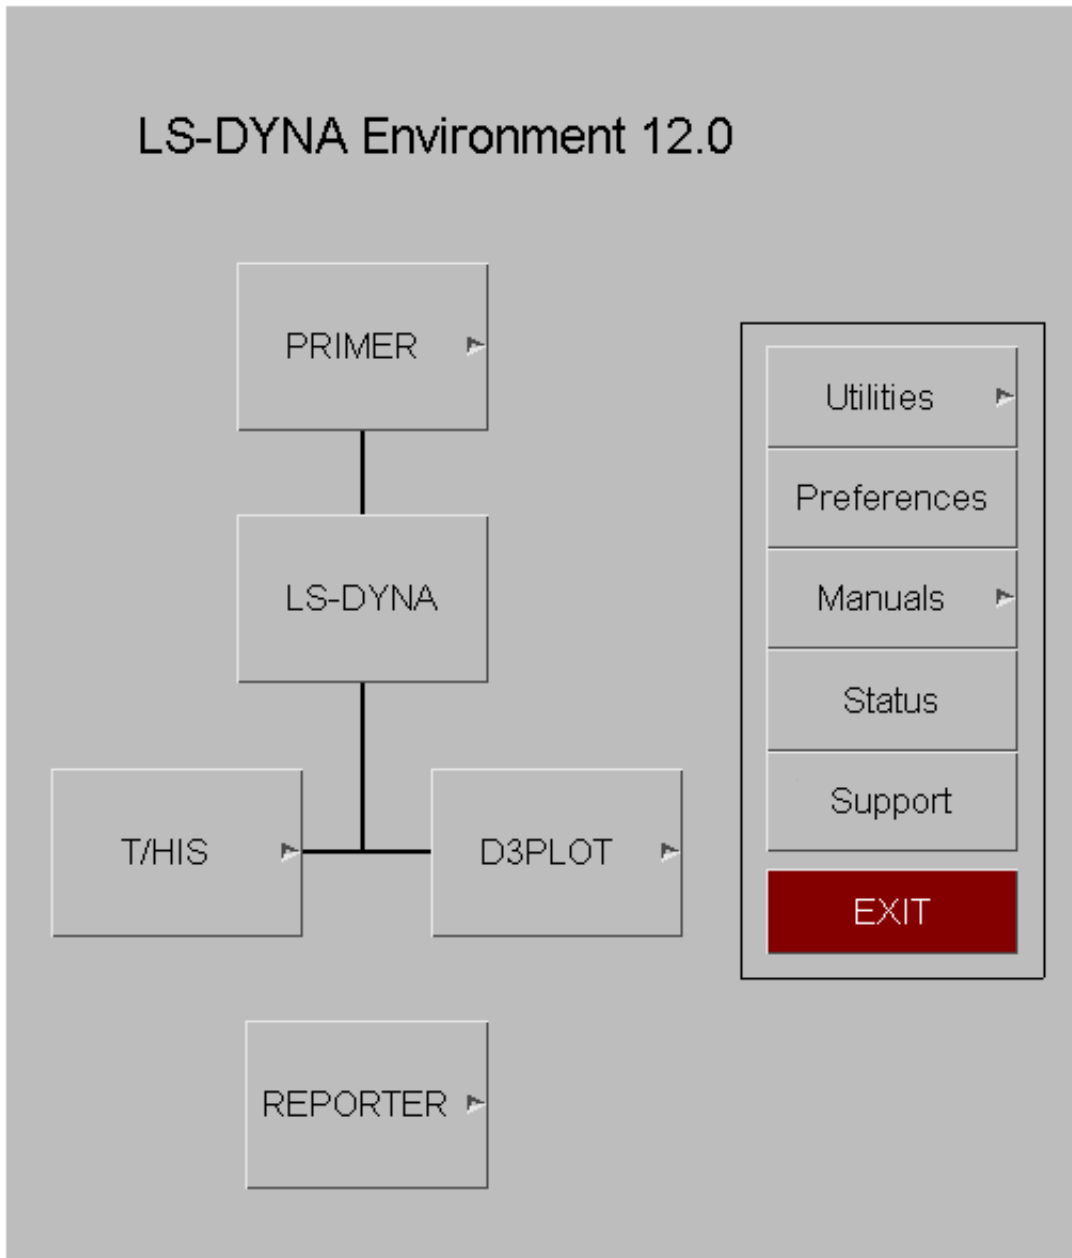 LS-DYNA Environment 12.0
PRIMER
LS-DYNA
T/HIS
D3PLOT
REPORTER
Utilities
Preferences
Manuals
Status
Support
EXIT